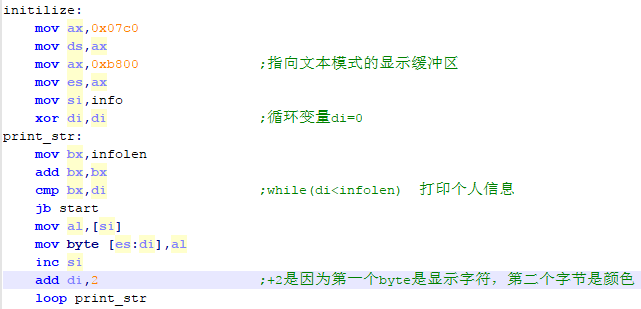 initilize:
mov ax,0x07c0
mov ds,ax
mov ax,0xb800 ;指向文本模式的显示缓冲区
mov es,ax
mov si,info
xor di,di ;循环变量di=0
print_str:
mov bx,infolen
add bx,bx
cmp bx,di ;while(di<infolen) 打印个人信息
jb start
mov al,[si]
mov byte [es:di],al
inc si
add di,2 ;+2是因为第一个byte是显示字符，第二个字节是颜色
loop print_str